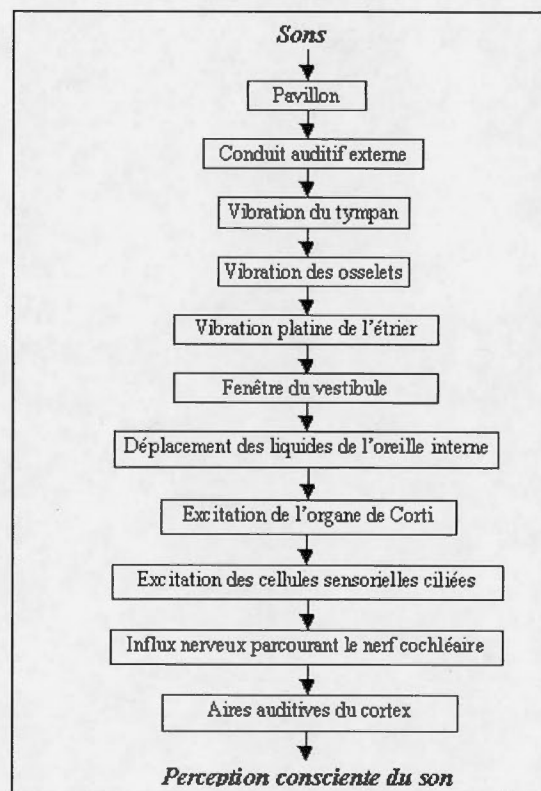 Sons
Pavillon
Conduit auditif externe
Vibration du tympan
Vibration des osselets
Vibration platine de l'étrier
Fenêtre du vestibule
Déplacement des liquides de l'oreille interne
Excitation de l'organe de Corti
Excitation des cellules sensorielles ciliées
Influx nerveux parcourant le nerf cochléaire
Aires auditives du cortex
Perception consciente du son